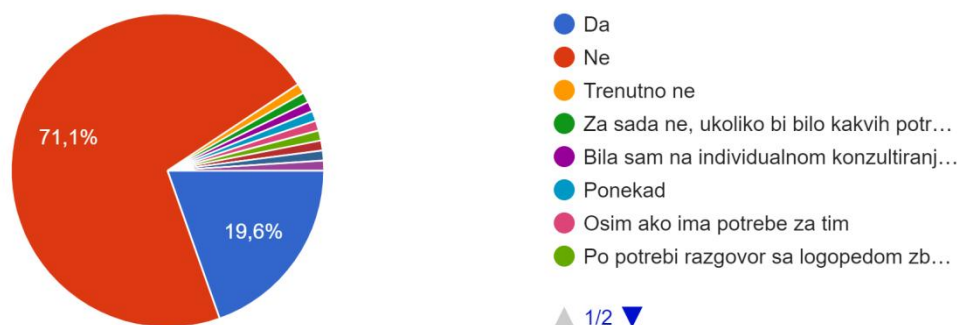 71,1%
19,6%
Da
Ne
Trenutno ne
Za sada ne, ukoliko bi bilo kakvih potr…
Bila sam na individualnom konzultiranj…
Ponekad
Osim ako ima potrebe za tim
Po potrebi razgovor sa logopedom zb…
1/2